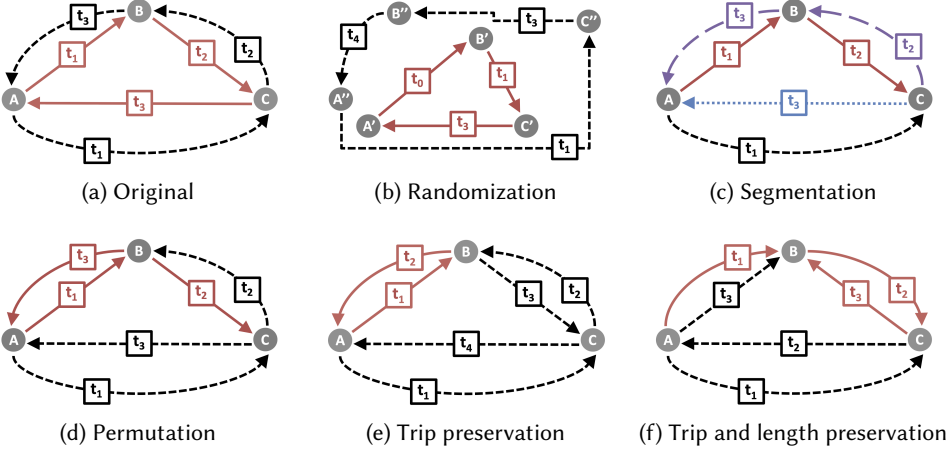 B
t₃
t₁
t₂
t₂
A
t₃
C
t₁
(a) Original
B''
t₃
C''
t₄
B'
t₀
t₁
A''
A'
t₃
C'
t₁
(b) Randomization
B
t₃
t₂
t₁
t₂
A
t₃
C
t₁
(c) Segmentation
B
t₃
t₂
t₁
t₂
A
t₃
C
t₁
(d) Permutation
B
t₂
t₂
t₁
t₃
A
t₄
C
t₁
(e) Trip preservation
B
t₁
t₂
t₃
t₃
A
t₂
C
t₁
(f) Trip and length preservation